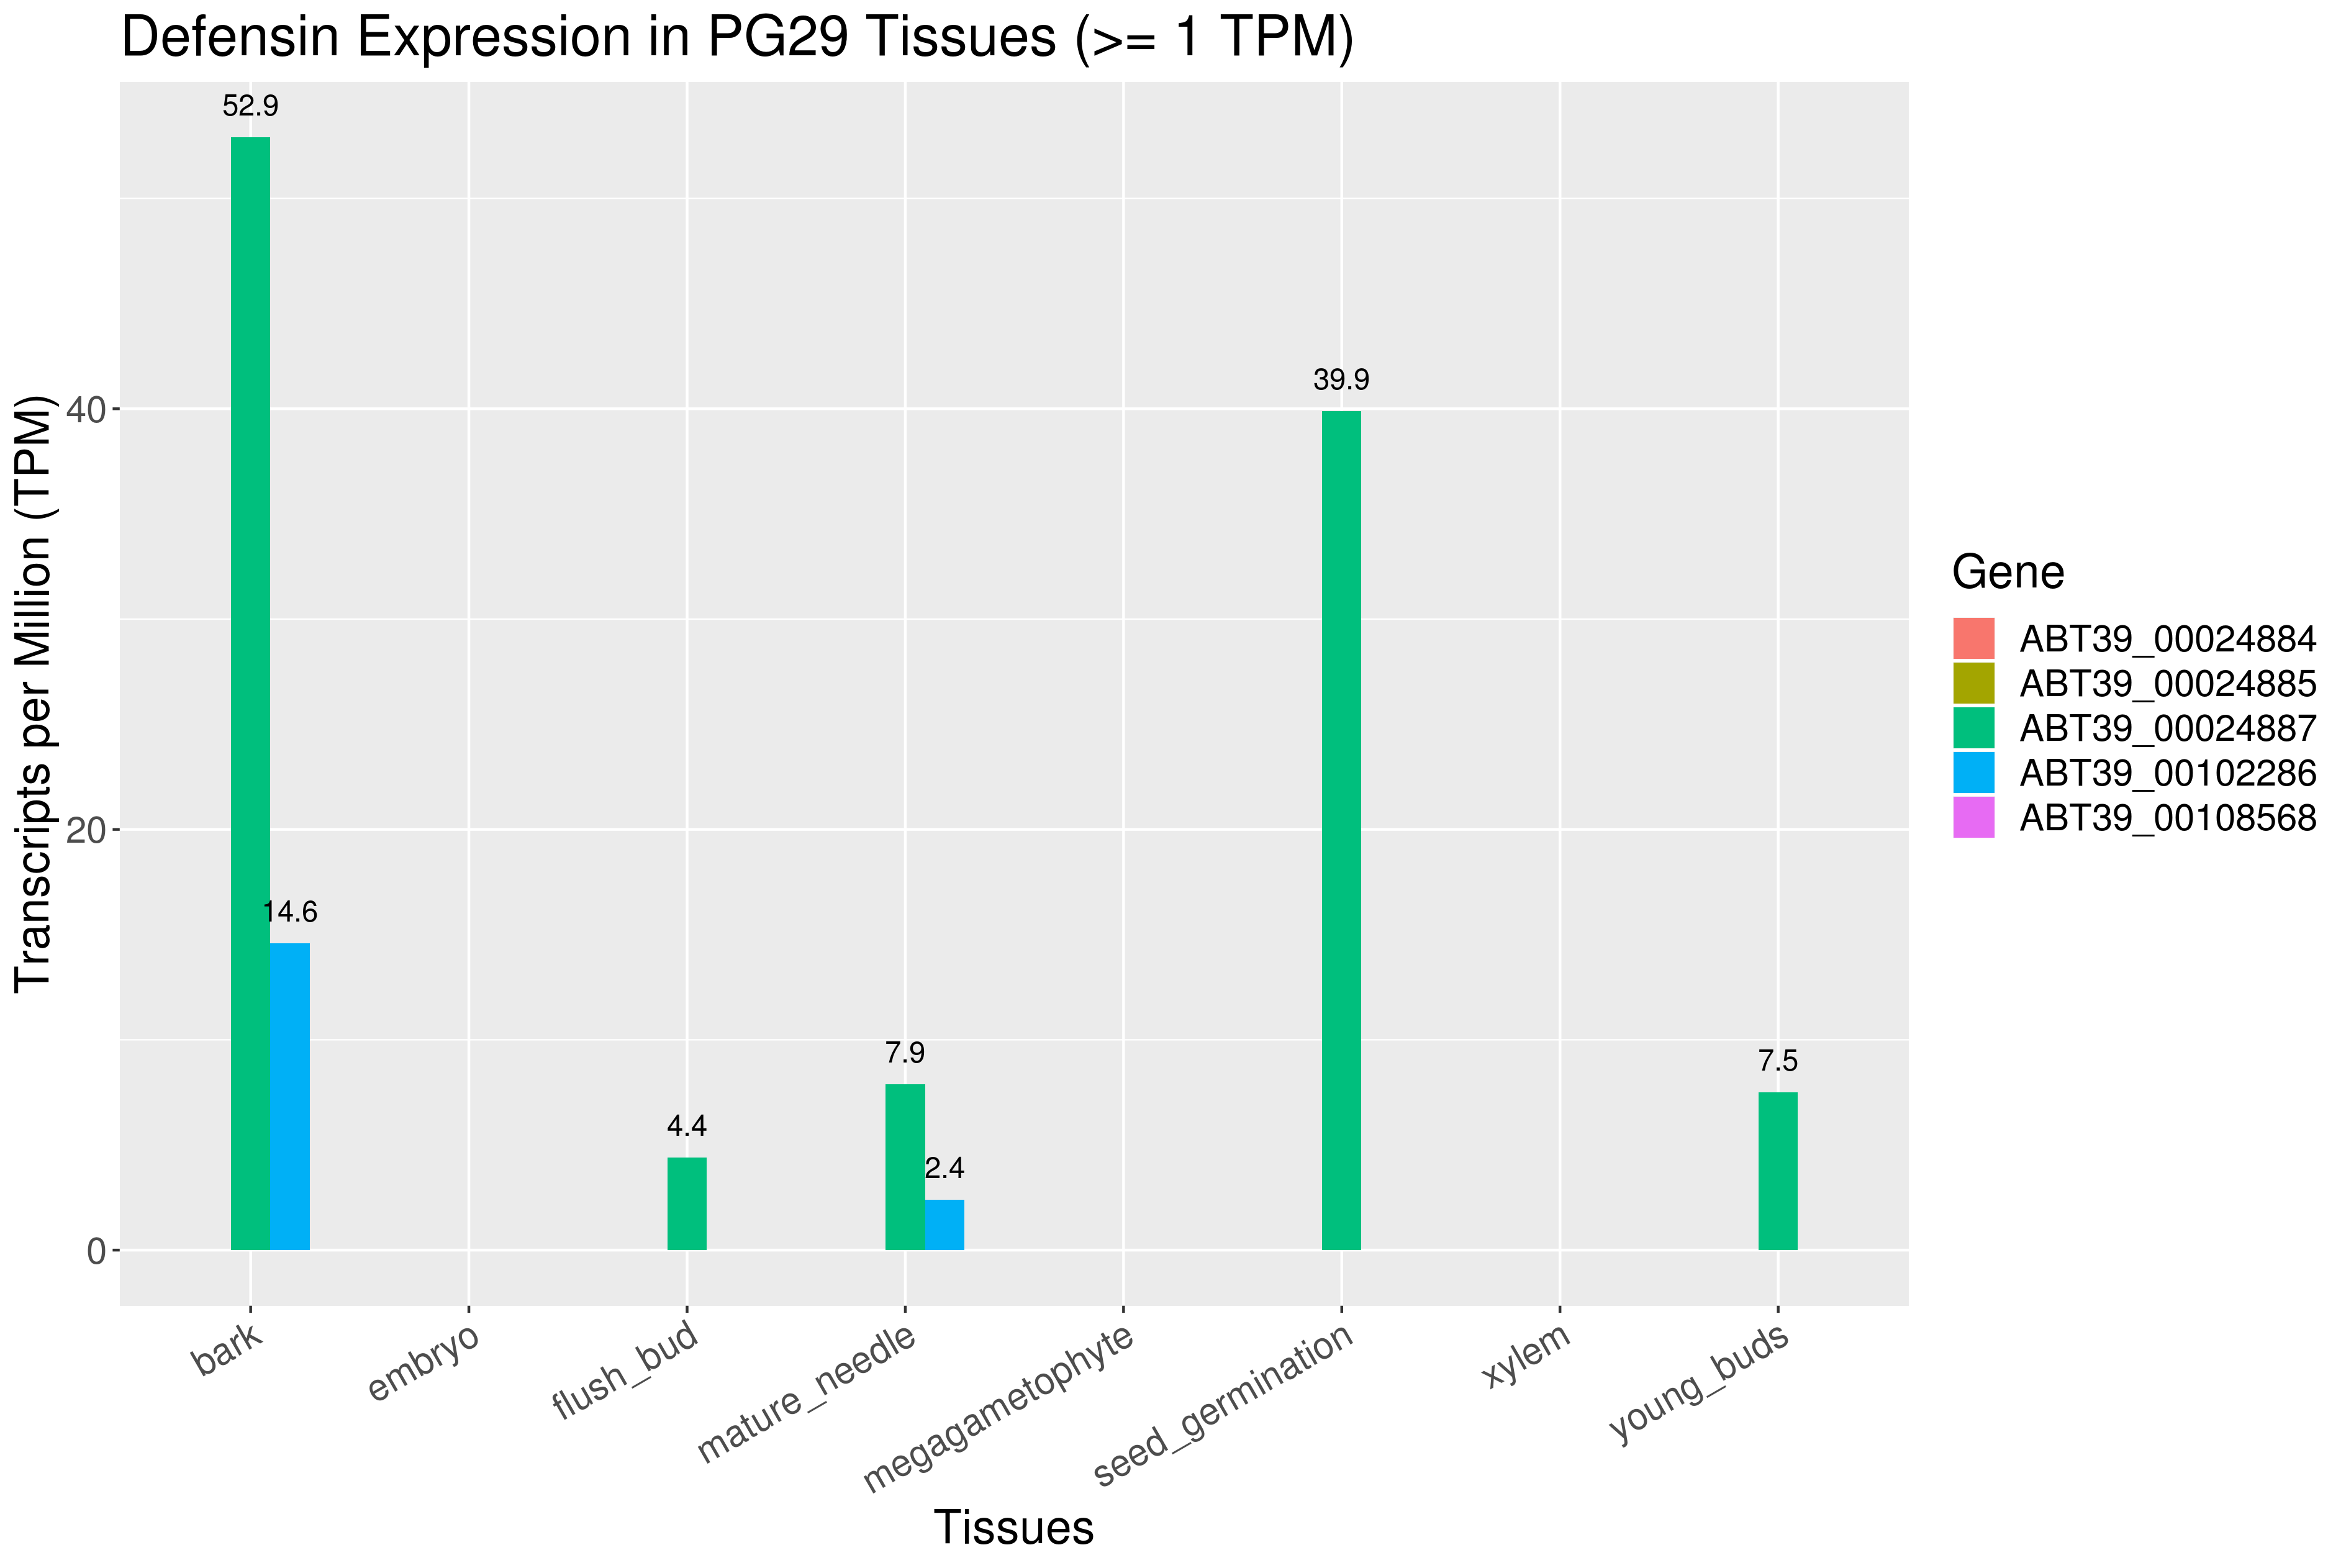 Defensin Expression in PG29 Tissues (>= 1 TPM)
Transcripts per Million (TPM)
40
20
0
52.9
14.6
4.4
7.9
2.4
39.9
7.5
bark
embryo
flush_bud
mature_needle
megagametophyte
seed_germination
xylem
young_buds
Tissues
Gene
ABT39_00024884
ABT39_00024885
ABT39_00024887
ABT39_00102286
ABT39_00108568